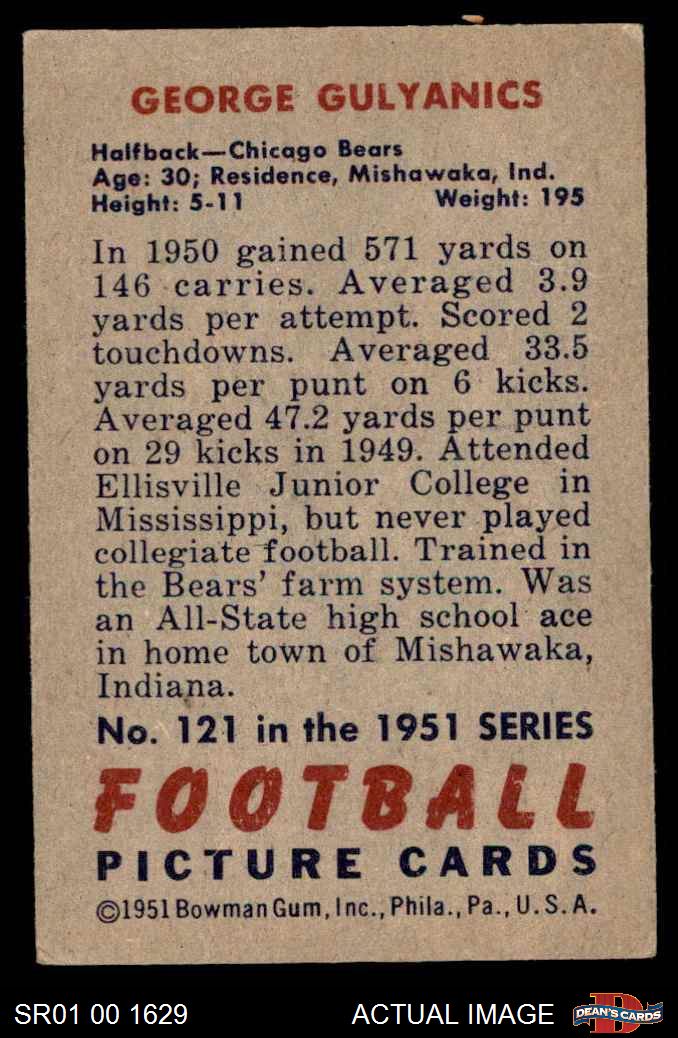 GEORGE GULYANICS
Halfback—Chicago Bears
Age: 30; Residence, Mishawaka, Ind.
Height: 5-11 Weight: 195
In 1950 gained 571 yards on
146 carries. Averaged 3.9
yards per attempt. Scored 2
touchdowns. Averaged 33.5
yards per punt on 6 kicks.
Averaged 47.2 yards per punt
on 29 kicks in 1949. Attended
Ellisville Junior College in
Mississippi, but never played
collegiate football. Trained in
the Bears' farm system. Was
an All-State high school ace
in home town of Mishawaka,
Indiana.
No. 121 in the 1951 SERIES
FOOTBALL
PICTURE CARDS
©1951 Bowman Gum, Inc., Phila., Pa., U.S.A.
SR01 00 1629 ACTUAL IMAGE
D
DEAN'S CARDS